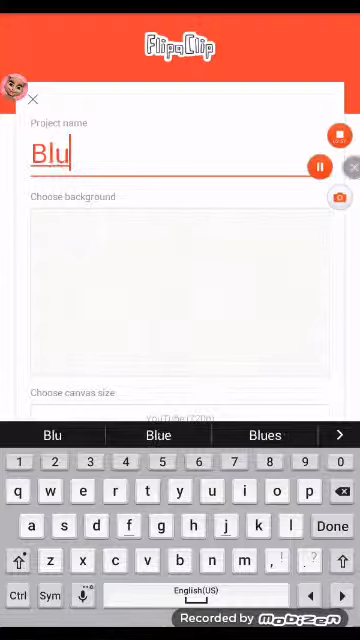 FlipaClip
Project name
Blu
Choose background
Choose canvas size
YouTube (720p)
Blu Blue Blues
1 2 3 4 5 6 7 8 9 0
q w e r t y u i o p
a s d f g h j k l Done
z x c v b n m , ! . ?
Ctrl Sym English(US)
Recorded by MOBIZEN